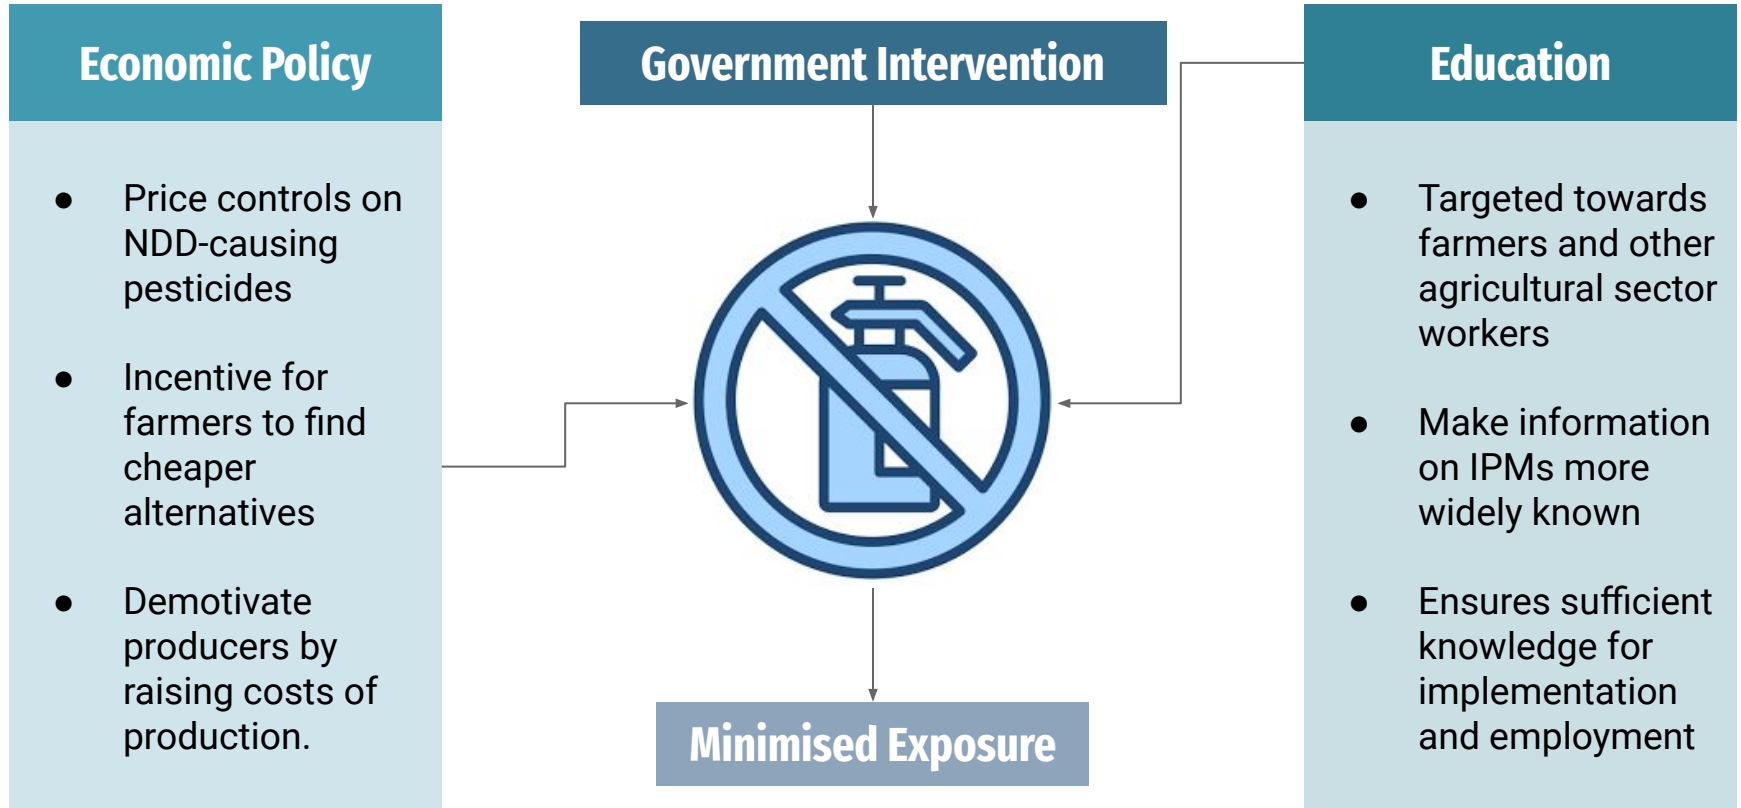 Economic Policy
● Price controls on
NDD-causing
pesticides
● Incentive for
farmers to find
cheaper
alternatives
● Demotivate
producers by
raising costs of
production.
Government Intervention
Minimised Exposure
Education
● Targeted towards
farmers and other
agricultural sector
workers
● Make information
on IPMs more
widely known
● Ensures sufficient
knowledge for
implementation
and employment